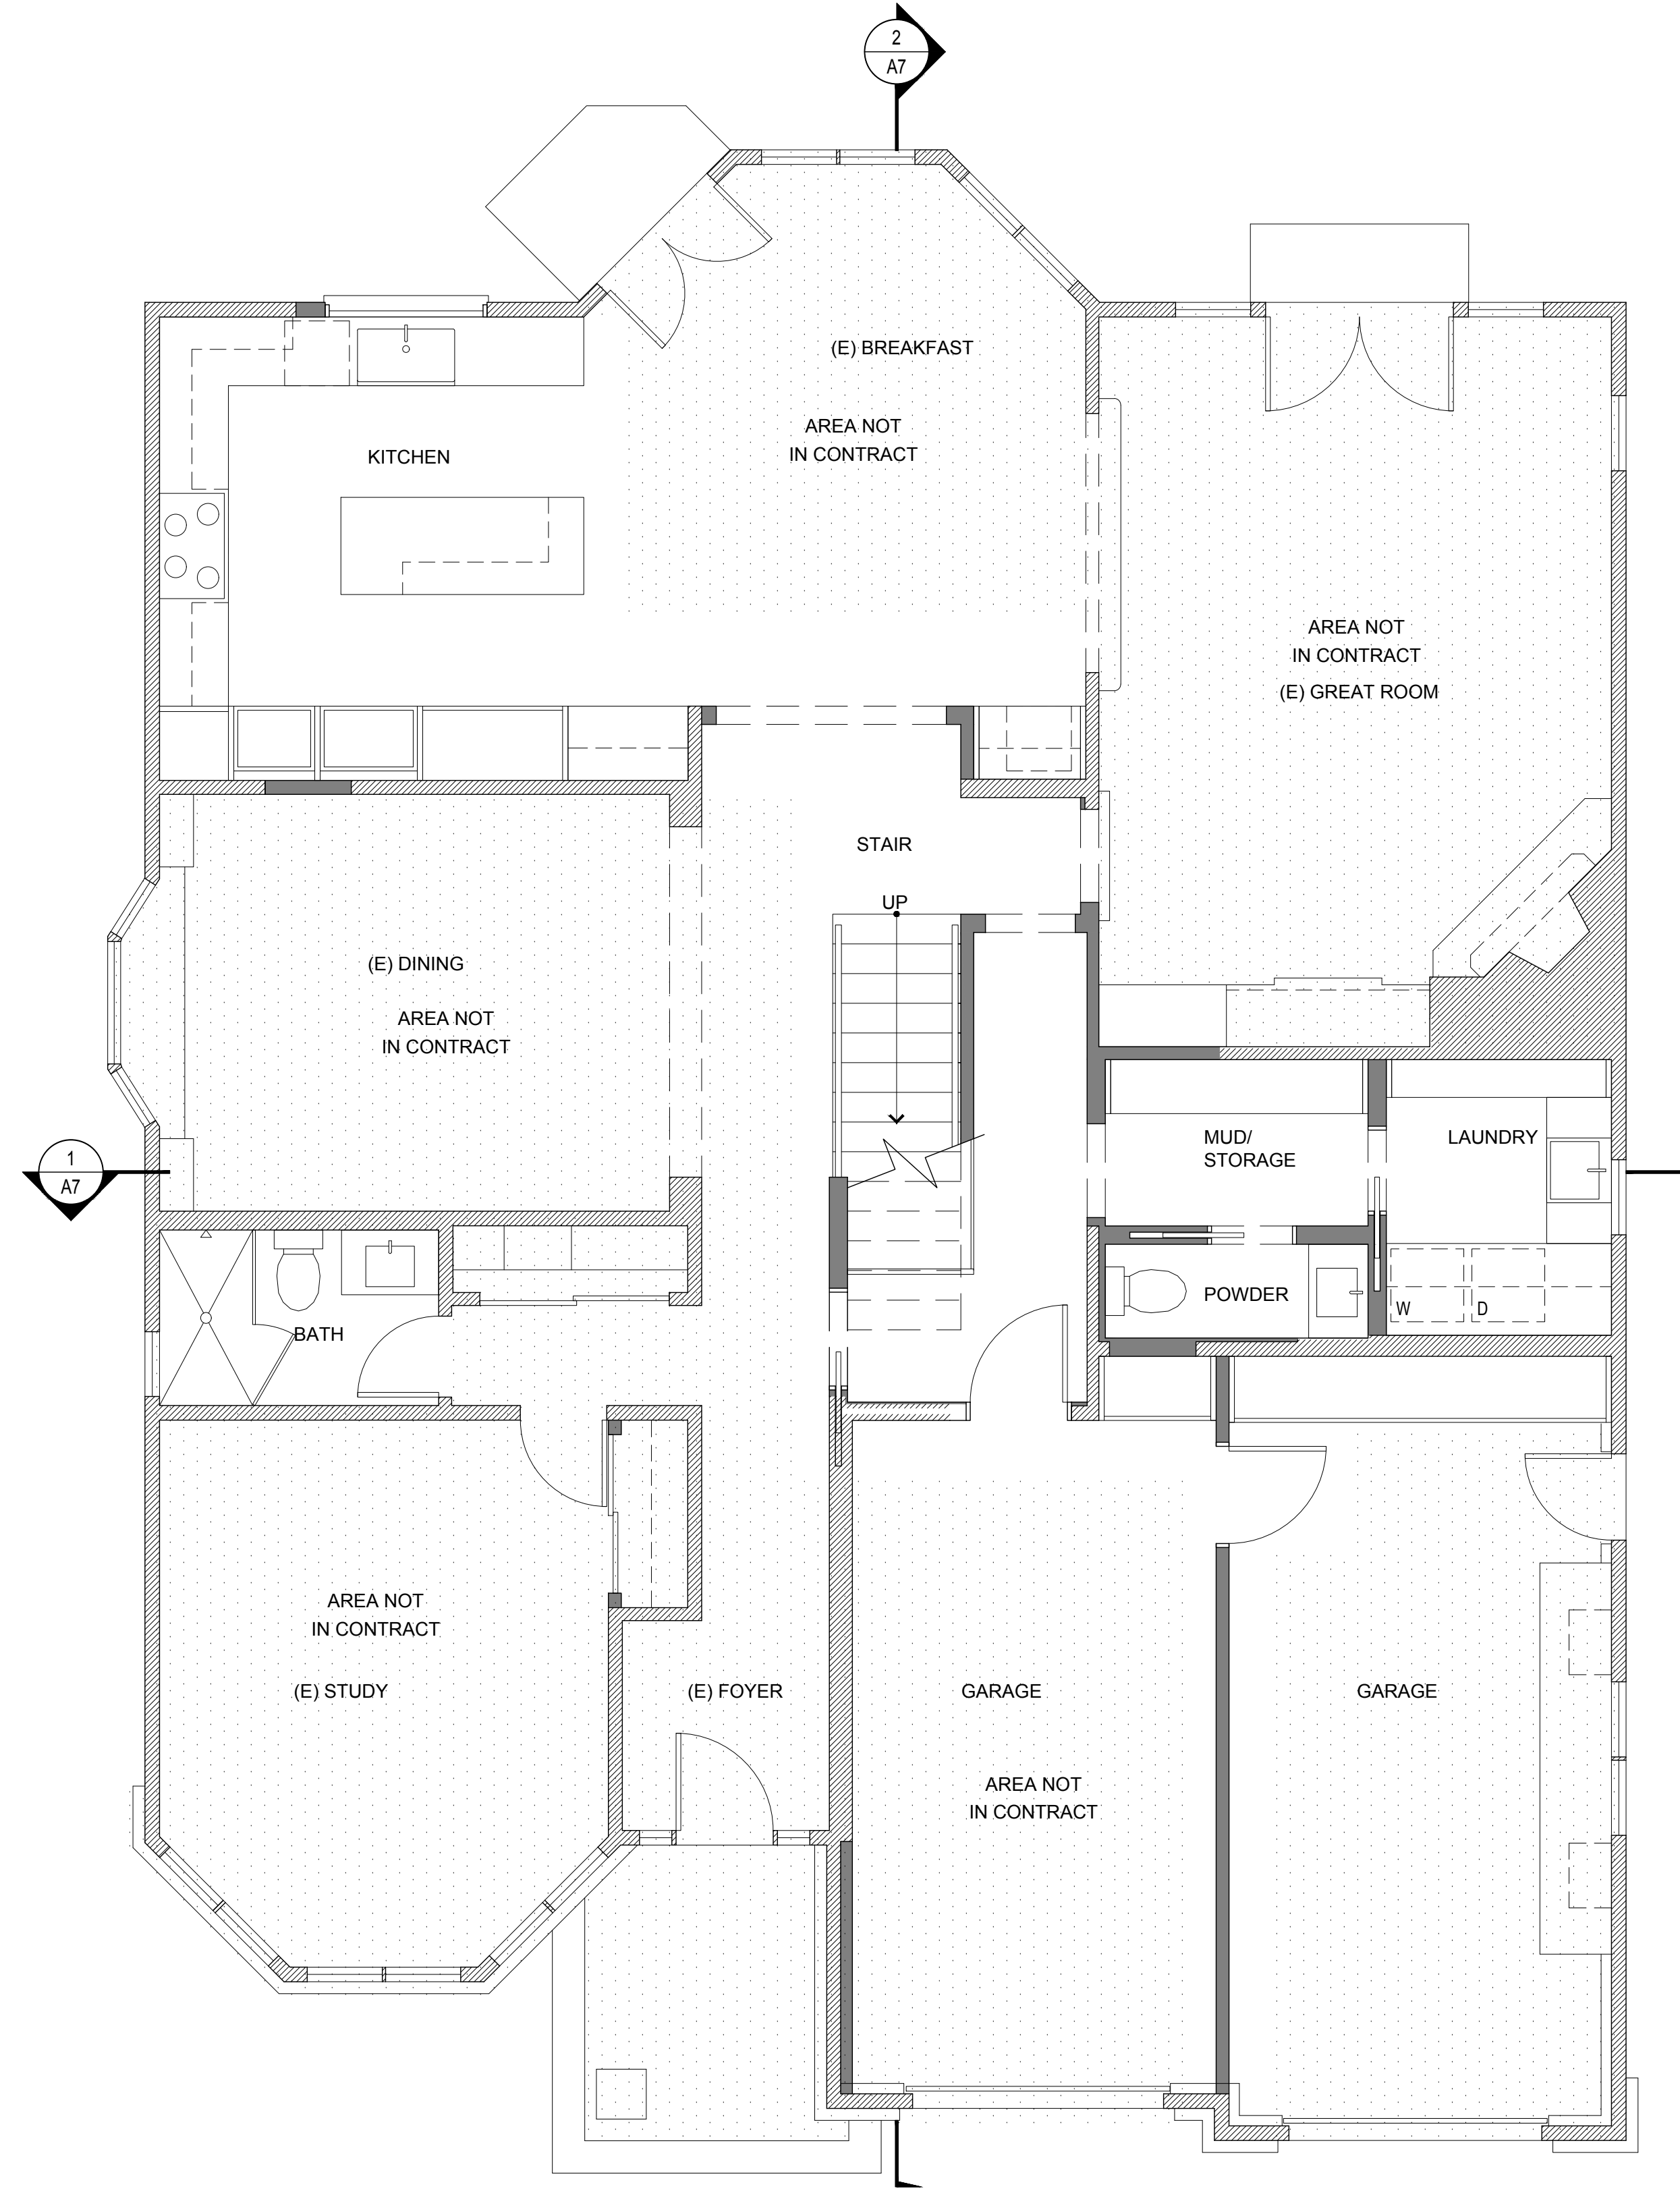 2
A7
(E) BREAKFAST
AREA NOT
IN CONTRACT
KITCHEN
AREA NOT
IN CONTRACT
(E) GREAT ROOM
STAIR
UP
(E) DINING
AREA NOT
IN CONTRACT
1
A7
MUD/
STORAGE
LAUNDRY
POWDER
W
D
BATH
AREA NOT
IN CONTRACT
(E) STUDY
(E) FOYER
GARAGE
GARAGE
AREA NOT
IN CONTRACT